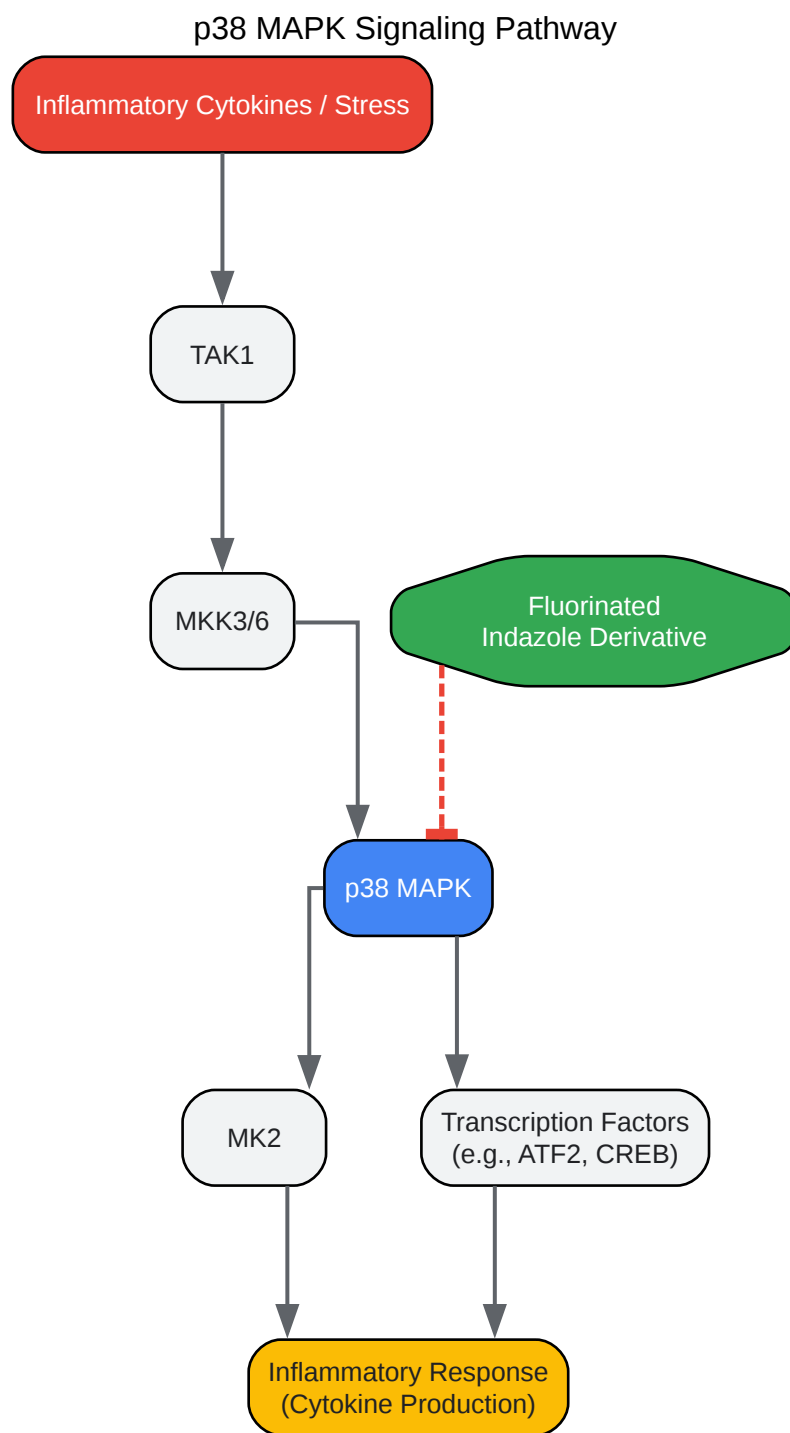 p38 MAPK Signaling Pathway
Inflammatory Cytokines / Stress
TAK1
MKK3/6
Fluorinated
Indazole Derivative
p38 MAPK
MK2
Transcription Factors
(e.g., ATF2, CREB)
Inflammatory Response
(Cytokine Production)